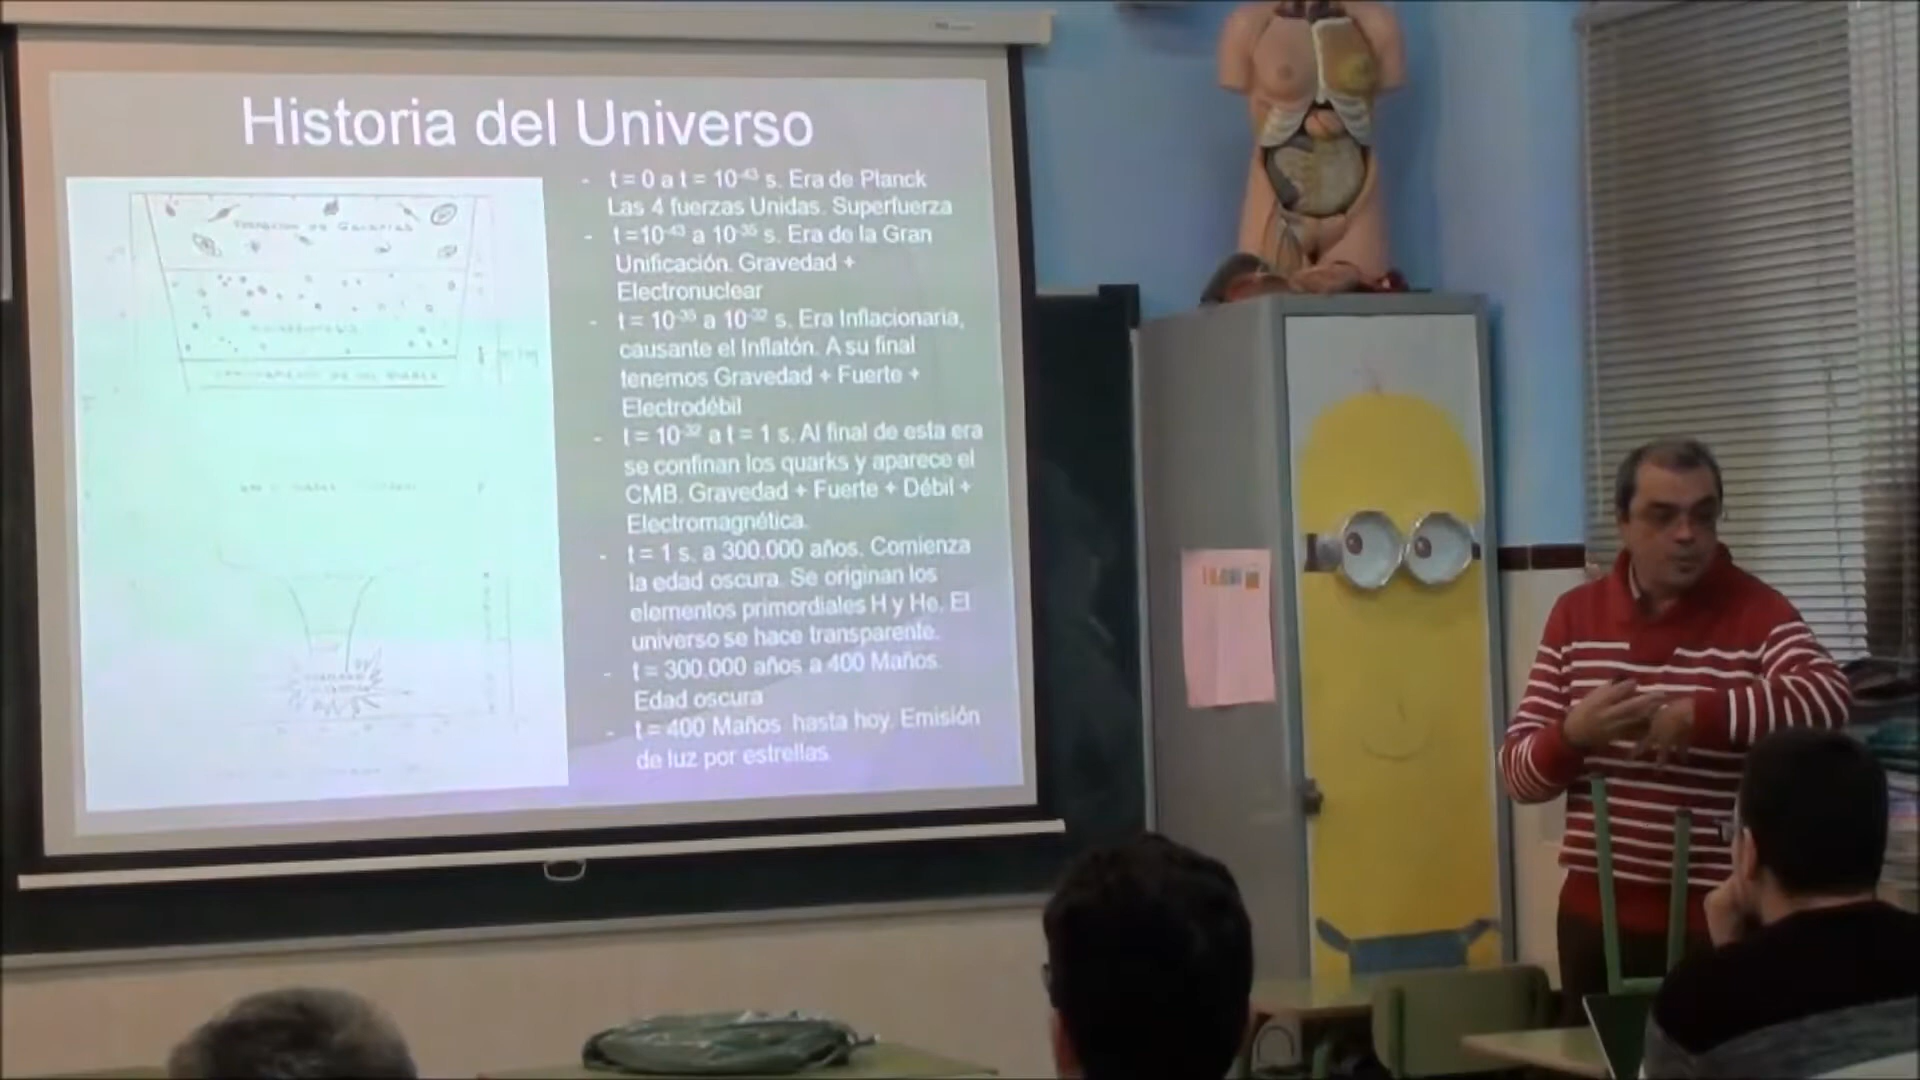 Historia del Universo
- t = 0 a t = 10⁻⁴³ s. Era de Planck
Las 4 fuerzas Unidas. Superfuerza
- t =10⁻⁴³ a 10⁻³⁵ s. Era de la Gran
Unificación. Gravedad +
Electronuclear
- t = 10⁻³⁵ a 10⁻³² s. Era Inflacionaria,
causante el Inflatón. A su final
tenemos Gravedad + Fuerte +
Electrodébil
- t = 10⁻³² a t = 1 s. Al final de esta era
se confinan los quarks y aparece el
CMB. Gravedad + Fuerte + Débil +
Electromagnética.
- t = 1 s. a 300.000 años. Comienza
la edad oscura. Se originan los
elementos primordiales H y He. El
universo se hace transparente.
- t = 300.000 años a 400 Maños.
Edad oscura
- t = 400 Maños hasta hoy. Emisión
de luz por estrellas